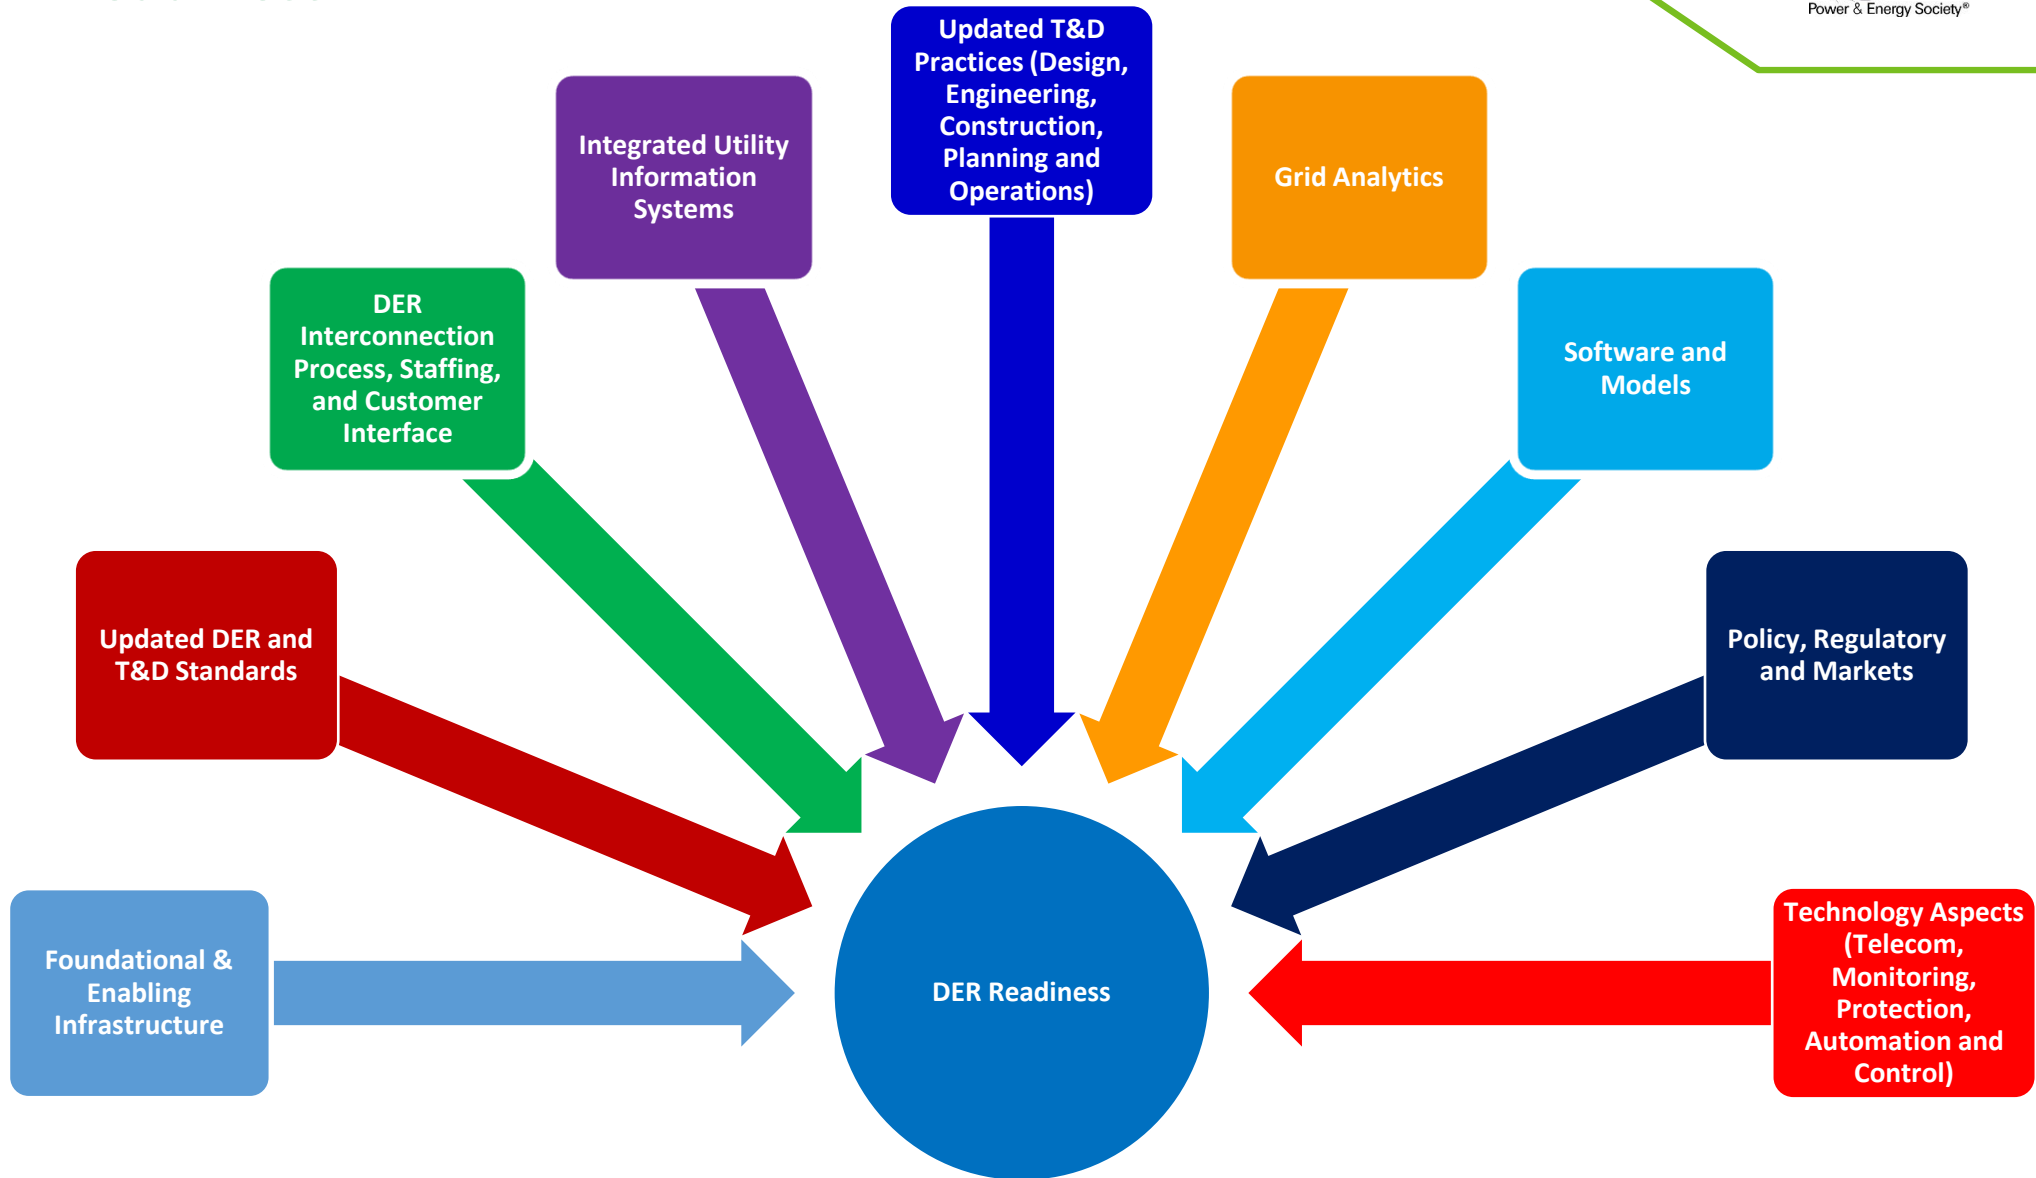 Power & Energy Society®
Updated T&D
Practices (Design,
Engineering,
Construction,
Planning and
Operations)
Integrated Utility
Information
Systems
Grid Analytics
DER
Interconnection
Process, Staffing,
and Customer
Interface
Software and
Models
Updated DER and
T&D Standards
Policy, Regulatory
and Markets
Foundational &
Enabling
Infrastructure
DER Readiness
Technology Aspects
(Telecom,
Monitoring,
Protection,
Automation and
Control)